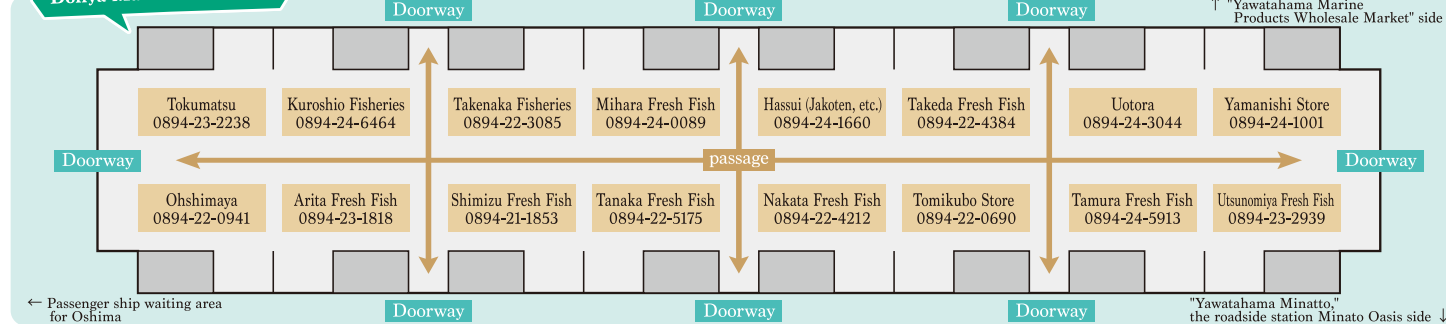 Doorway
Doorway
Doorway
↑ "Yawatahama Marine
Products Wholesale Market" side
Tokumatsu
0894-23-2238
Kuroshio Fisheries
0894-24-6464
Takenaka Fisheries
0894-22-3085
Mihara Fresh Fish
0894-24-0089
Hassui (Jakoten, etc.)
0894-24-1660
Takeda Fresh Fish
0894-22-4384
Uotora
0894-24-3044
Yamanishi Store
0894-24-1001
Doorway
passage
Doorway
Ohshimaya
0894-22-0941
Arita Fresh Fish
0894-23-1818
Shimizu Fresh Fish
0894-21-1853
Tanaka Fresh Fish
0894-22-5175
Nakata Fresh Fish
0894-22-4212
Tomikubo Store
0894-22-0690
Tamura Fresh Fish
0894-24-5913
Utsunomiya Fresh Fish
0894-23-2939
← Passenger ship waiting area
for Oshima
Doorway
Doorway
Doorway
"Yawatahama Minatto,"
the roadside station Minato Oasis side ↓